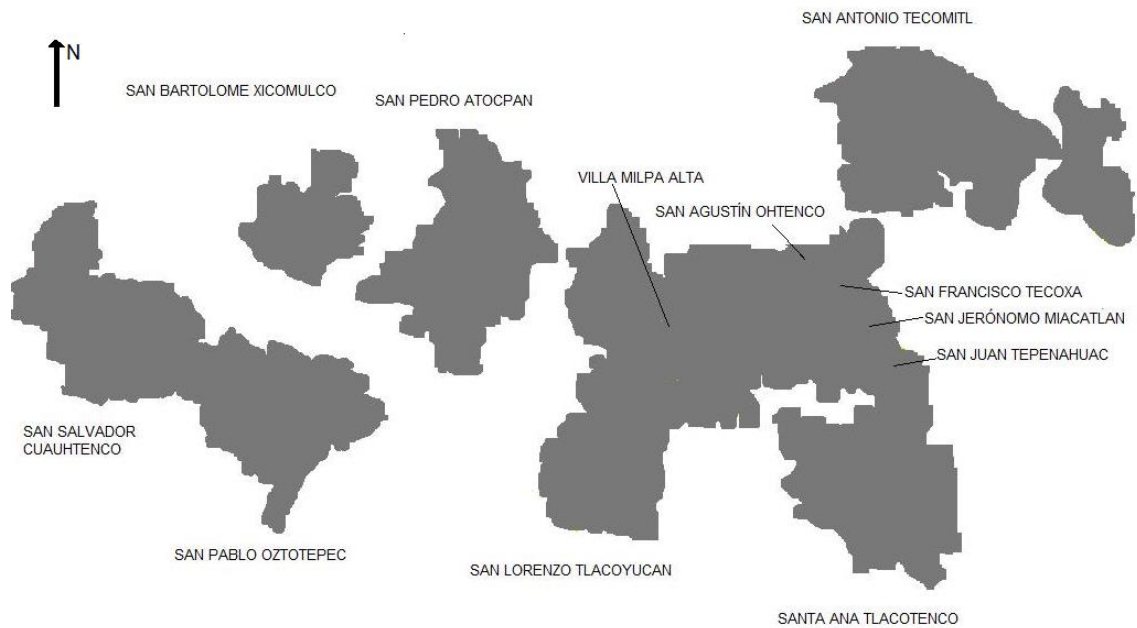 SAN ANTONIO TECOMITL
N
SAN BARTOLOME XICOMULCO
SAN PEDRO ATOCPAN
VILLA MILPA ALTA
SAN AGUSTÍN OHTENCO
SAN FRANCISCO TECOXA
SAN JERÓNOMO MIACATLAN
SAN JUAN TEPENAHUAC
SAN SALVADOR
CUAUHTENCO
SAN PABLO OZTOTEPEC
SAN LORENZO TLACOYUCAN
SANTA ANA TLACOTENCO